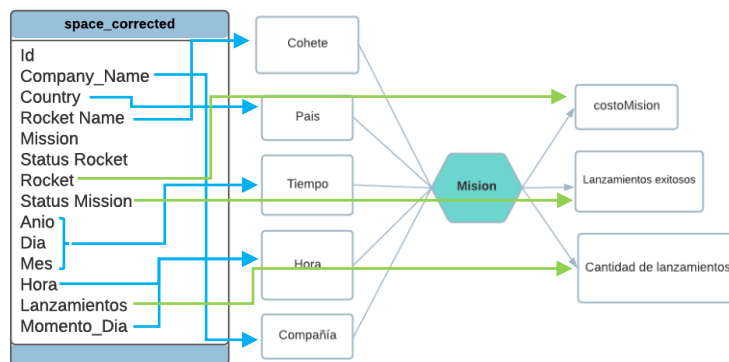 space_corrected
Id
Company_Name
Country
Rocket Name
Mission
Status Rocket
Rocket
Status Mission
Anio
Dia
Mes
Hora
Lanzamientos
Momento_Dia
Cohete
Pais
Tiempo
Hora
Compañía
Mision
costoMision
Lanzamientos exitosos
Cantidad de lanzamientos